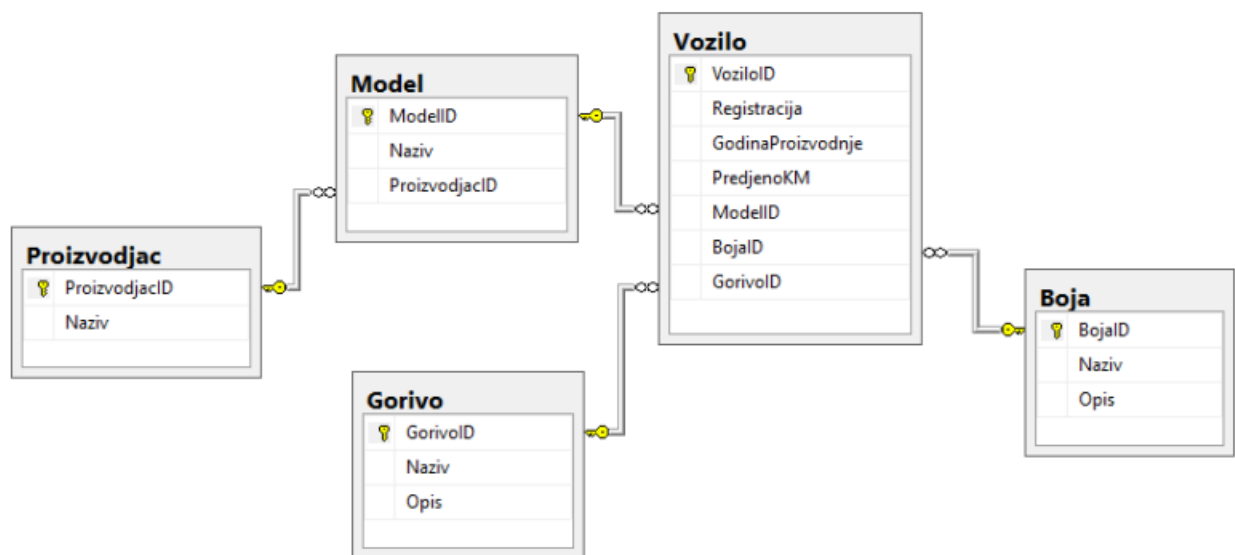 Proizvodjac
ProizvodjacID
Naziv
Model
ModelID
Naziv
ProizvodjacID
Gorivo
GorivoID
Naziv
Opis
Vozilo
VoziloID
Registracija
GodinaProizvodnje
PredjenoKM
ModelID
BojaID
GorivoID
Boja
BojaID
Naziv
Opis